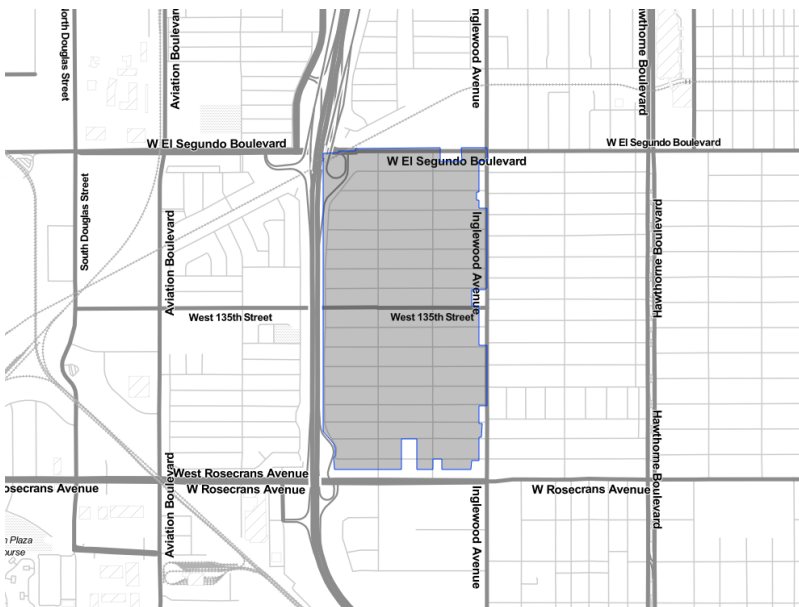 North Douglas Street
Aviation Boulevard
Inglewood Avenue
Hawthorne Boulevard
W El Segundo Boulevard
W El Segundo Boulevard
W El Segundo Boulevard
South Douglas Street
Aviation Boulevard
Inglewood Avenue
Hawthorne Boulevard
West 135th Street
West 135th Street
Hawthorne Boulevard
Aviation Boulevard
West Rosecrans Avenue
osecrans Avenue
W Rosecrans Avenue
W Rosecrans Avenue
Inglewood Avenue
n Plaza
ourse